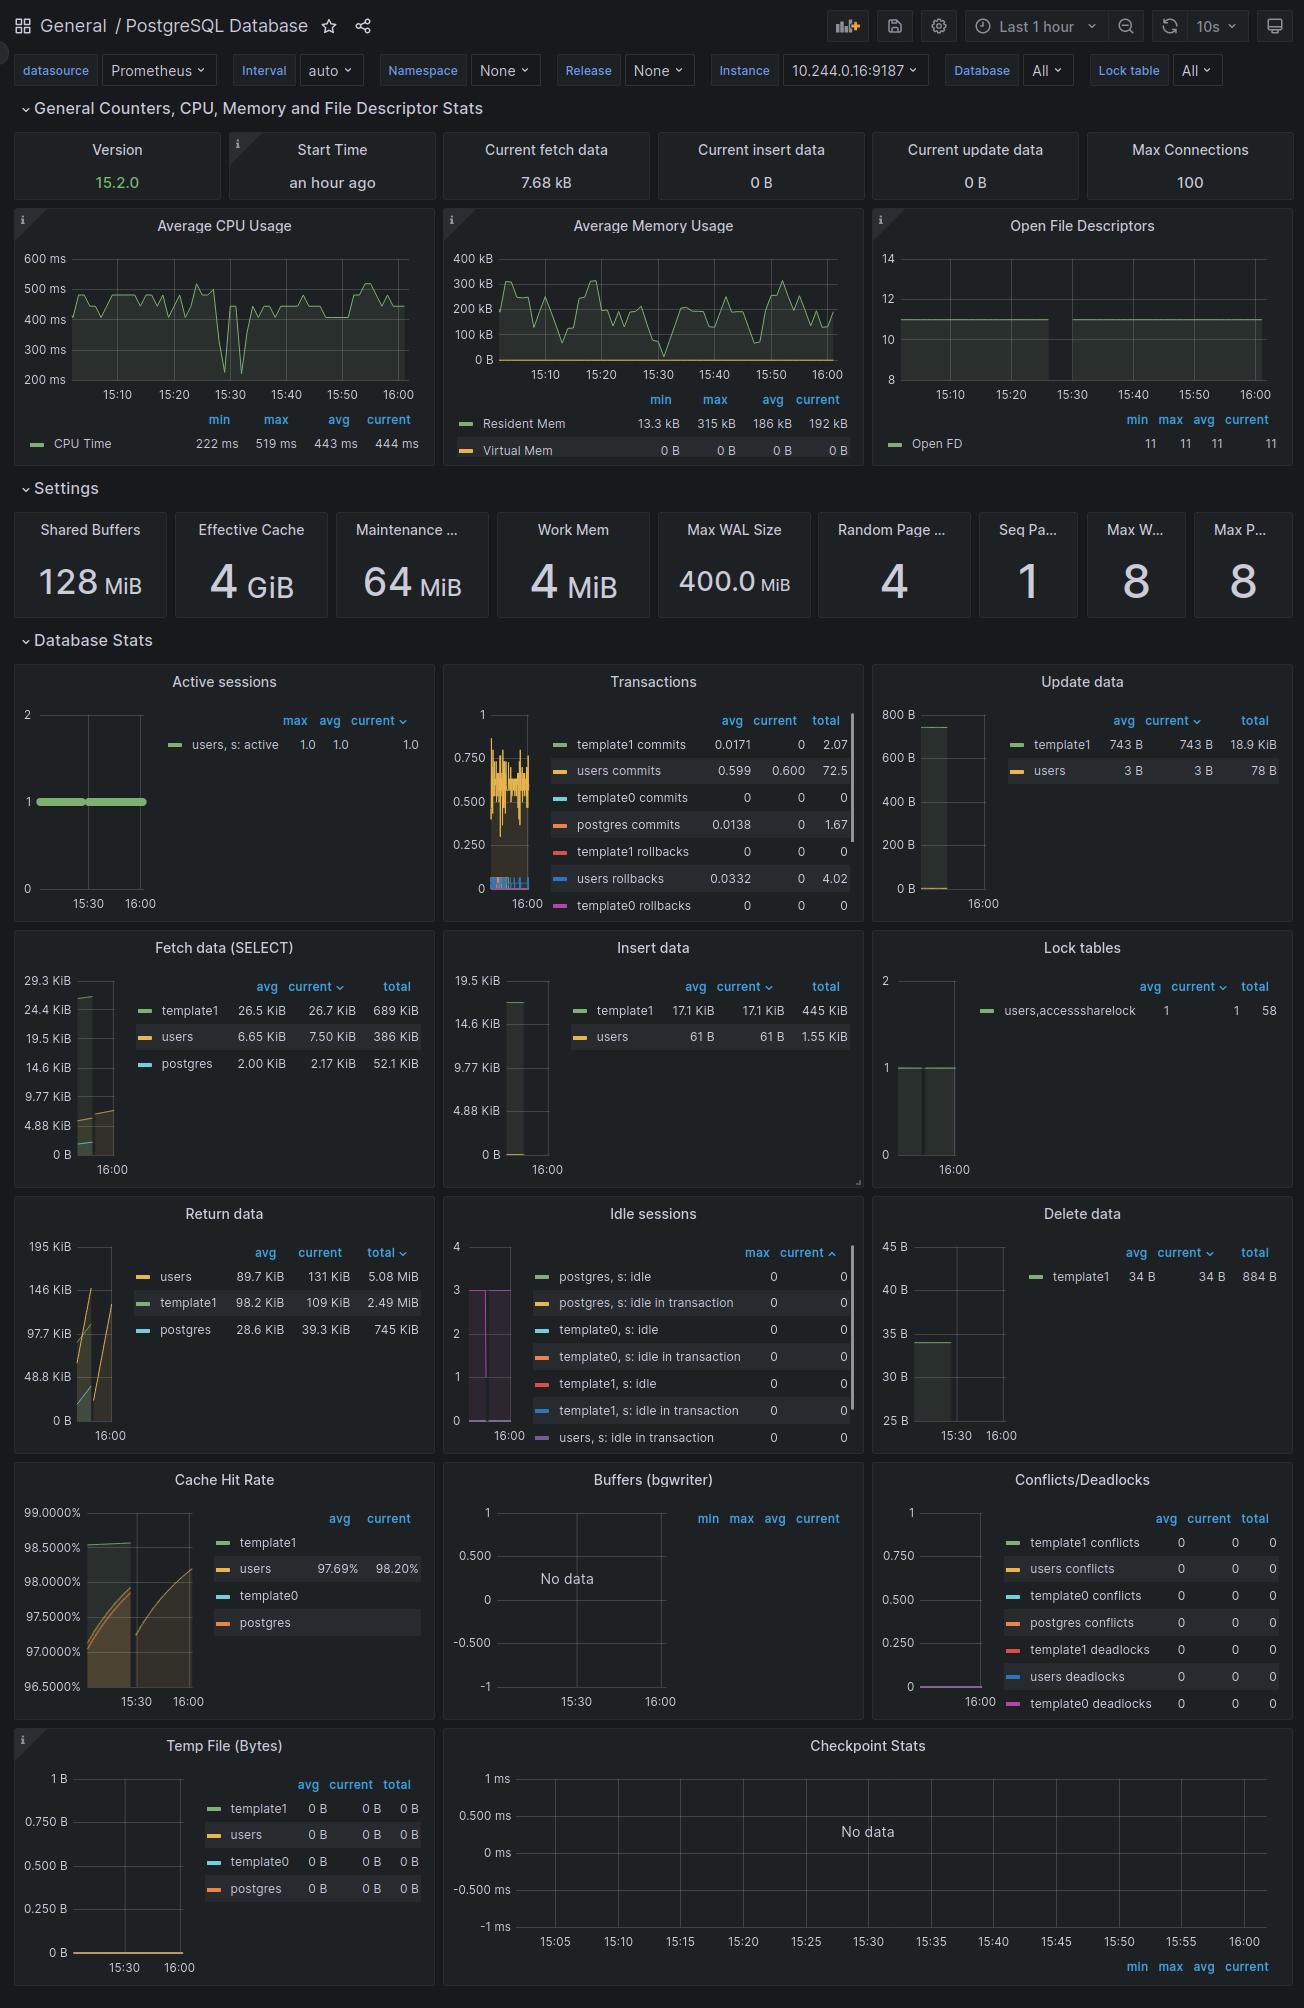 General / PostgreSQL Database
Last 1 hour
10s
datasource Prometheus Interval auto Namespace None Release None Instance 10.244.0.16:9187 Database All Lock table All
General Counters, CPU, Memory and File Descriptor Stats
Version
15.2.0
Start Time
an hour ago
Current fetch data
7.68 kB
Current insert data
0 B
Current update data
0 B
Max Connections
100
Average CPU Usage
600 ms
500 ms
400 ms
300 ms
200 ms
15:10 15:20 15:30 15:40 15:50 16:00
min max avg current
CPU Time 222 ms 519 ms 443 ms 444 ms
Average Memory Usage
400 kB
300 kB
200 kB
100 kB
0 B
15:10 15:20 15:30 15:40 15:50 16:00
min max avg current
Resident Mem 13.3 kB 315 kB 186 kB 192 kB
Virtual Mem 0 B 0 B 0 B 0 B
Open File Descriptors
14
12
10
8
15:10 15:20 15:30 15:40 15:50 16:00
min max avg current
Open FD 11 11 11 11
Settings
Shared Buffers
128 MiB
Effective Cache
4 GiB
Maintenance ...
64 MiB
Work Mem
4 MiB
Max WAL Size
400.0 MiB
Random Page ...
4
Seq Pa...
1
Max W...
8
Max P...
8
Database Stats
Active sessions
2
1
0
15:30 16:00
max avg current
users, s: active 1.0 1.0 1.0
Transactions
1
0.750
0.500
0.250
0
16:00
avg current total
template1 commits 0.0171 0 2.07
users commits 0.599 0.600 72.5
template0 commits 0 0 0
postgres commits 0.0138 0 1.67
template1 rollbacks 0 0 0
users rollbacks 0.0332 0 4.02
template0 rollbacks 0 0 0
Update data
800 B
600 B
400 B
200 B
0 B
16:00
avg current total
template1 743 B 743 B 18.9 KiB
users 3 B 3 B 78 B
Fetch data (SELECT)
29.3 KiB
24.4 KiB
19.5 KiB
14.6 KiB
9.77 KiB
4.88 KiB
0 B
16:00
avg current total
template1 26.5 KiB 26.7 KiB 689 KiB
users 6.65 KiB 7.50 KiB 386 KiB
postgres 2.00 KiB 2.17 KiB 52.1 KiB
Insert data
19.5 KiB
14.6 KiB
9.77 KiB
4.88 KiB
0 B
16:00
avg current total
template1 17.1 KiB 17.1 KiB 445 KiB
users 61 B 61 B 1.55 KiB
Lock tables
2
1
0
16:00
avg current total
users,accesssharelock 1 1 58
Return data
195 KiB
146 KiB
97.7 KiB
48.8 KiB
0 B
16:00
avg current total
users 89.7 KiB 131 KiB 5.08 MiB
template1 98.2 KiB 109 KiB 2.49 MiB
postgres 28.6 KiB 39.3 KiB 745 KiB
Idle sessions
4
3
2
1
0
16:00
max current
postgres, s: idle 0 0
postgres, s: idle in transaction 0 0
template0, s: idle 0 0
template0, s: idle in transaction 0 0
template1, s: idle 0 0
template1, s: idle in transaction 0 0
users, s: idle in transaction 0 0
Delete data
45 B
40 B
35 B
30 B
25 B
15:30 16:00
avg current total
template1 34 B 34 B 884 B
Cache Hit Rate
99.0000%
98.5000%
98.0000%
97.5000%
97.0000%
96.5000%
15:30 16:00
avg current
template1
users 97.69% 98.20%
template0
postgres
Buffers (bgwriter)
1
0.500
0
-0.500
-1
15:30 16:00
No data
min max avg current
Conflicts/Deadlocks
1
0.750
0.500
0.250
0
16:00
avg current total
template1 conflicts 0 0 0
users conflicts 0 0 0
template0 conflicts 0 0 0
postgres conflicts 0 0 0
template1 deadlocks 0 0 0
users deadlocks 0 0 0
template0 deadlocks 0 0 0
Temp File (Bytes)
1 B
0.750 B
0.500 B
0.250 B
0 B
15:30 16:00
avg current total
template1 0 B 0 B 0 B
users 0 B 0 B 0 B
template0 0 B 0 B 0 B
postgres 0 B 0 B 0 B
Checkpoint Stats
1 ms
0.500 ms
0 ms
-0.500 ms
-1 ms
No data
15:05 15:10 15:15 15:20 15:25 15:30 15:35 15:40 15:45 15:50 15:55 16:00
min max avg current